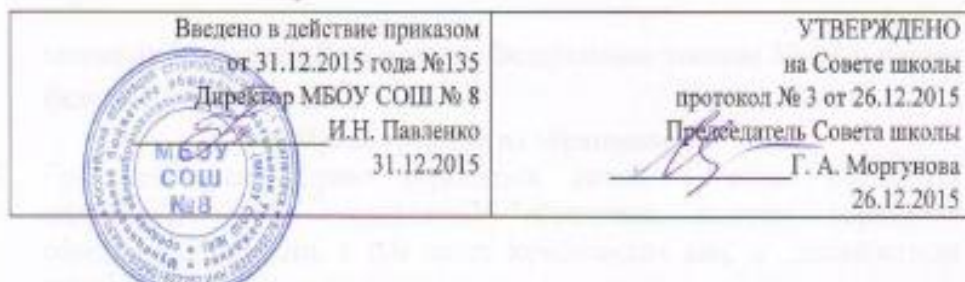 Введено в действие приказом
от 31.12.2015 года №135
Директор МБОУ СОШ № 8
И.Н. Павленко
31.12.2015
МБОУ
СОШ
№8
УТВЕРЖДЕНО
на Совете школы
протокол № 3 от 26.12.2015
Председатель Совета школы
Г. А. Моргунова
26.12.2015